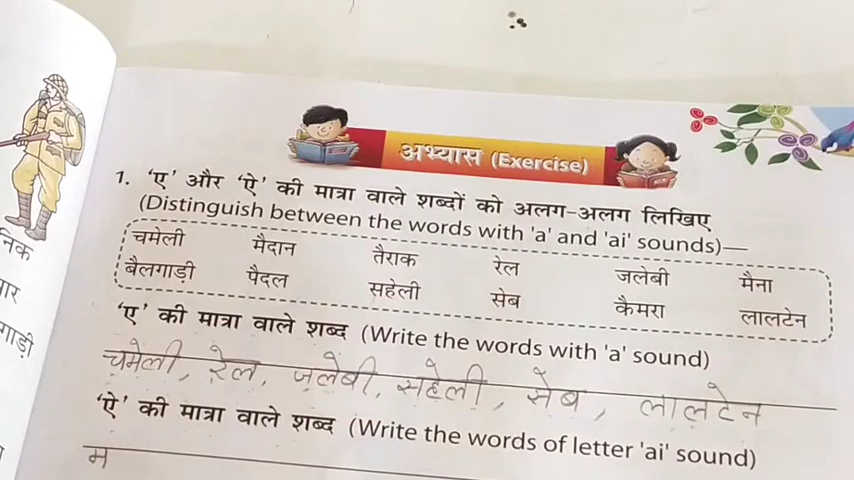 अभ्यास (Exercise)
1. 'ए' और 'ऐ' की मात्रा वाले शब्दों को अलग-अलग लिखिए
(Distinguish between the words with 'a' and 'ai' sounds)—
चमेली मैदान तैराक रेल जलेबी मैना
बैलगाड़ी पैदल सहेली सेब कैमरा लालटेन
'ए' की मात्रा वाले शब्द (Write the words with 'a' sound)
चमेली, रेल, जलेबी, सहेली, सेब, लालटेन
'ऐ' की मात्रा वाले शब्द (Write the words of letter 'ai' sound)
म